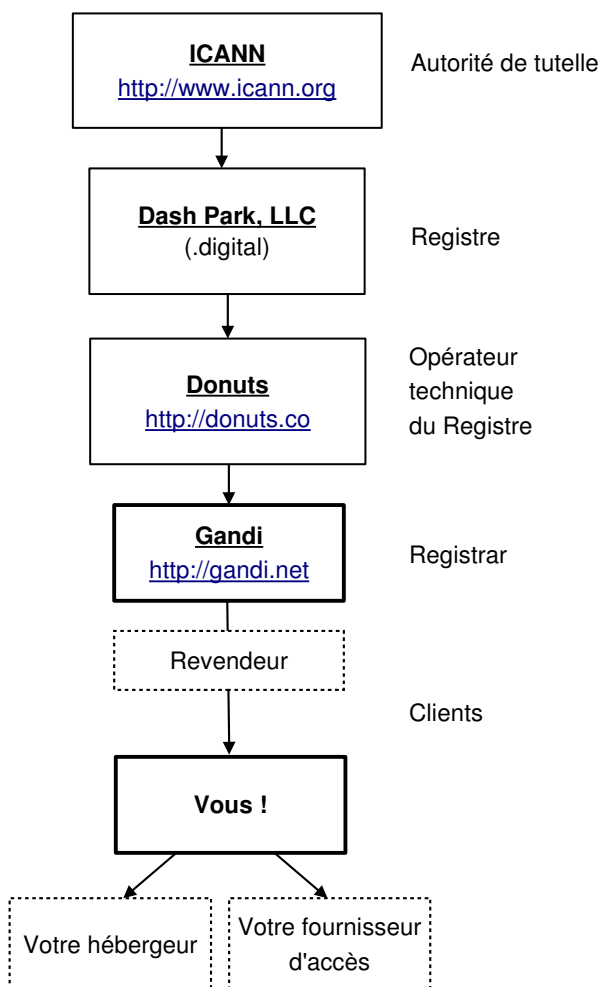 ICANN
http://www.icann.org
Autorité de tutelle
Dash Park, LLC
(.digital)
Registre
Donuts
http://donuts.co
Opérateur
technique
du Registre
Gandi
http://gandi.net
Registrar
Revendeur
Clients
Vous !
Votre hébergeur
Votre fournisseur
d'accès